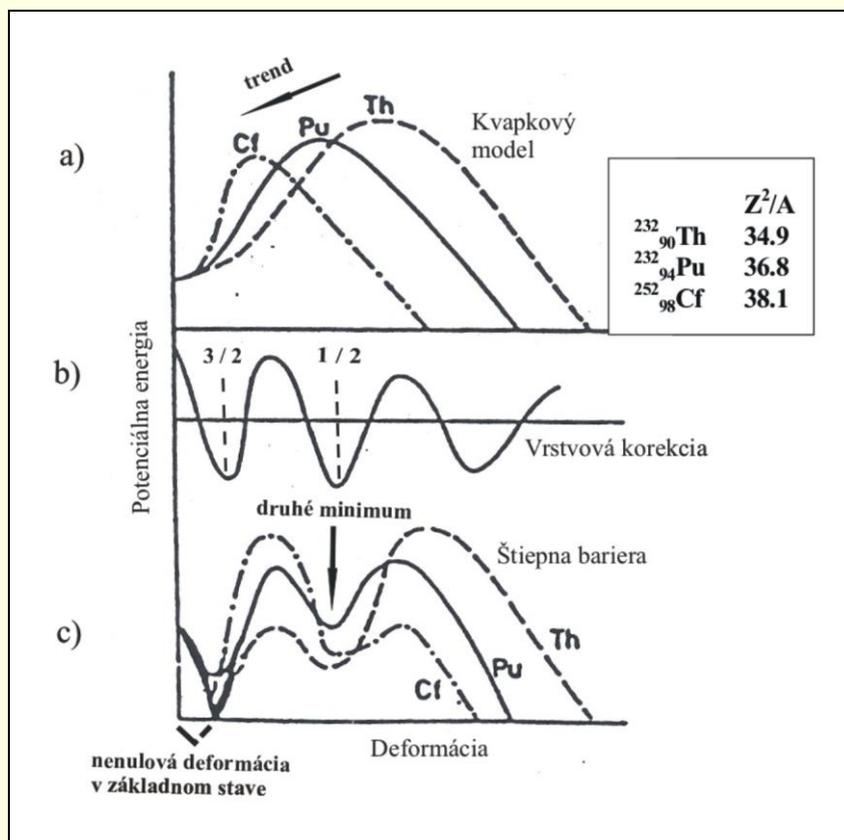 trend
Th
Pu
Cf
Kvapkový
model
a)
Z²/A
²³²₉₀Th 34.9
²³²₉₄Pu 36.8
²⁵²₉₈Cf 38.1
Potenciálna energia
3 / 2
1 / 2
b)
Vrstvová korekcia
druhé minimum
Štiepna bariera
c)
Th
Pu
Cf
Deformácia
nenulová deformácia
v základnom stave